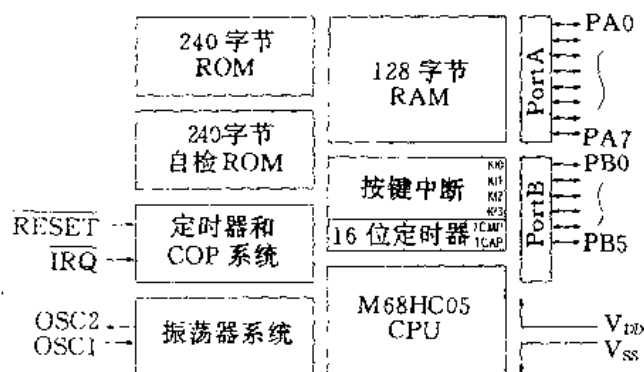 240 字节
ROM
128 字节
RAM
PortA
PA0
PA7
240字节
自检 ROM
按键中断
KI0
KI1
KI2
KI3
16 位定时器
TCMP
TCAP
PortB
PB0
PB5
RESET
IRQ
定时器和
COP 系统
OSC2
OSC1
振荡器系统
M68HC05
CPU
VDD
VSS